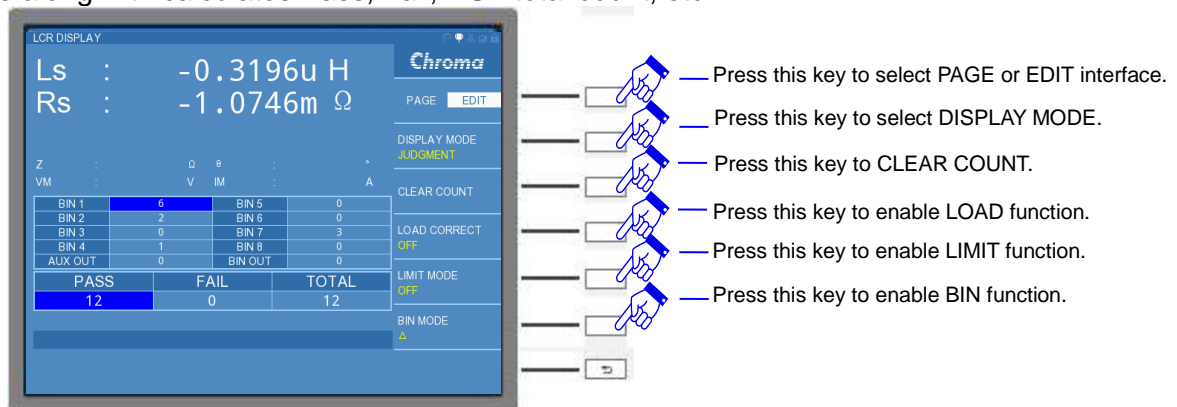 LCR DISPLAY
Chroma
Ls : -0.3196u H
Rs : -1.0746m Ω
Z : Ω θ : °
VM : V IM : A
BIN 1 6 BIN 5 0
BIN 2 2 BIN 6 0
BIN 3 0 BIN 7 3
BIN 4 1 BIN 8 0
AUX OUT 0 BIN OUT 0
PASS FAIL TOTAL
12 0 12
PAGE EDIT
DISPLAY MODE
JUDGMENT
CLEAR COUNT
LOAD CORRECT
OFF
LIMIT MODE
OFF
BIN MODE
Δ
Press this key to select PAGE or EDIT interface.
Press this key to select DISPLAY MODE.
Press this key to CLEAR COUNT.
Press this key to enable LOAD function.
Press this key to enable LIMIT function.
Press this key to enable BIN function.